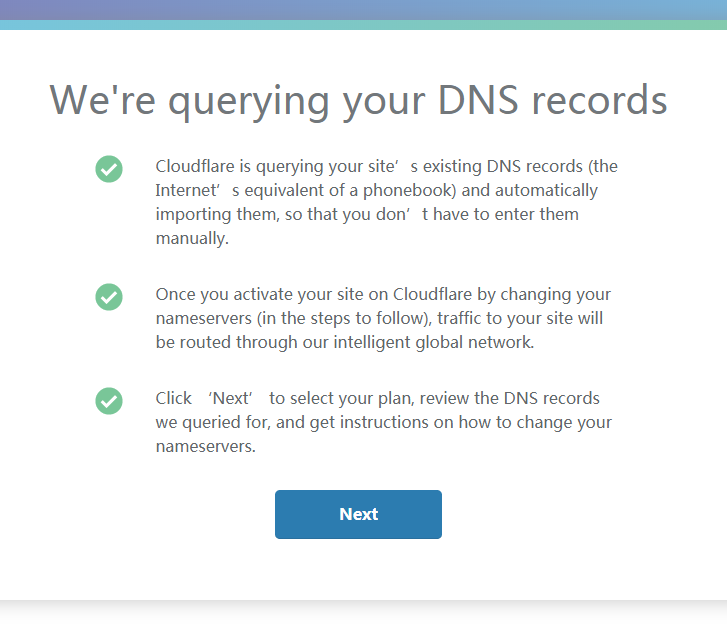 We're querying your DNS records
Cloudflare is querying your site’s existing DNS records (the
Internet’s equivalent of a phonebook) and automatically
importing them, so that you don’t have to enter them
manually.
Once you activate your site on Cloudflare by changing your
nameservers (in the steps to follow), traffic to your site will
be routed through our intelligent global network.
Click ‘Next’ to select your plan, review the DNS records
we queried for, and get instructions on how to change your
nameservers.
Next